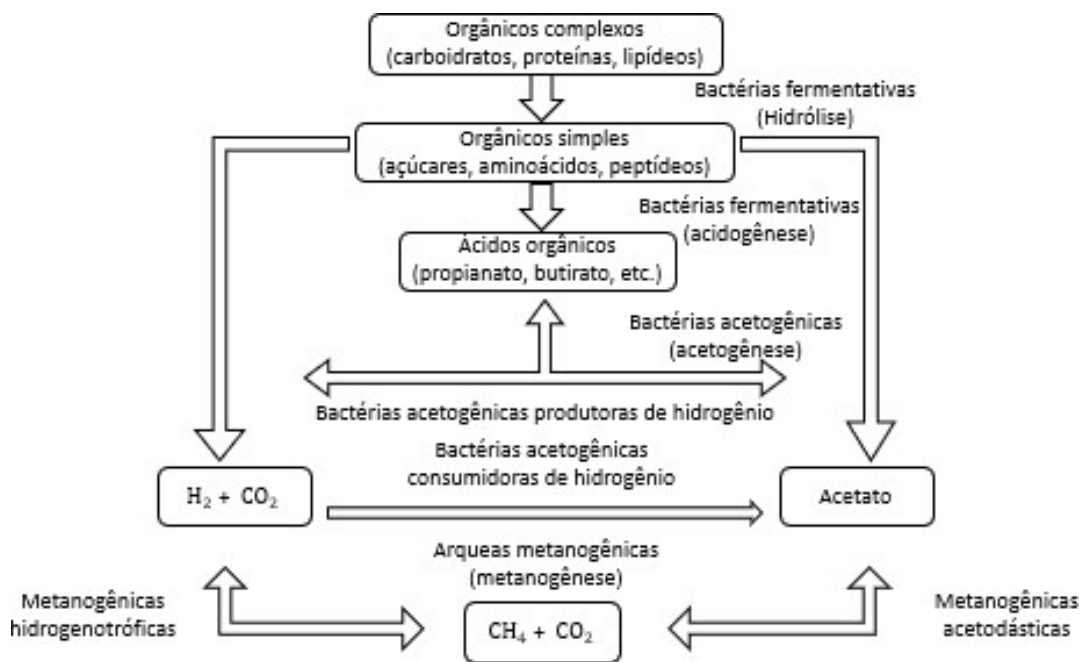 Orgânicos complexos
(carboidratos, proteínas, lipídeos)
Bactérias fermentativas
(Hidrólise)
Orgânicos simples
(açúcares, aminoácidos, peptídeos)
Bactérias fermentativas
(acidogênese)
Ácidos orgânicos
(propianato, butirato, etc.)
Bactérias acetogênicas
(acetogênese)
Bactérias acetogênicas produtoras de hidrogênio
Bactérias acetogênicas
consumidoras de hidrogênio
H₂ + CO₂
Acetato
Arqueas metanogênicas
(metanogênese)
Metanogênicas
hidrogenotróficas
CH₄ + CO₂
Metanogênicas
acetodásticas